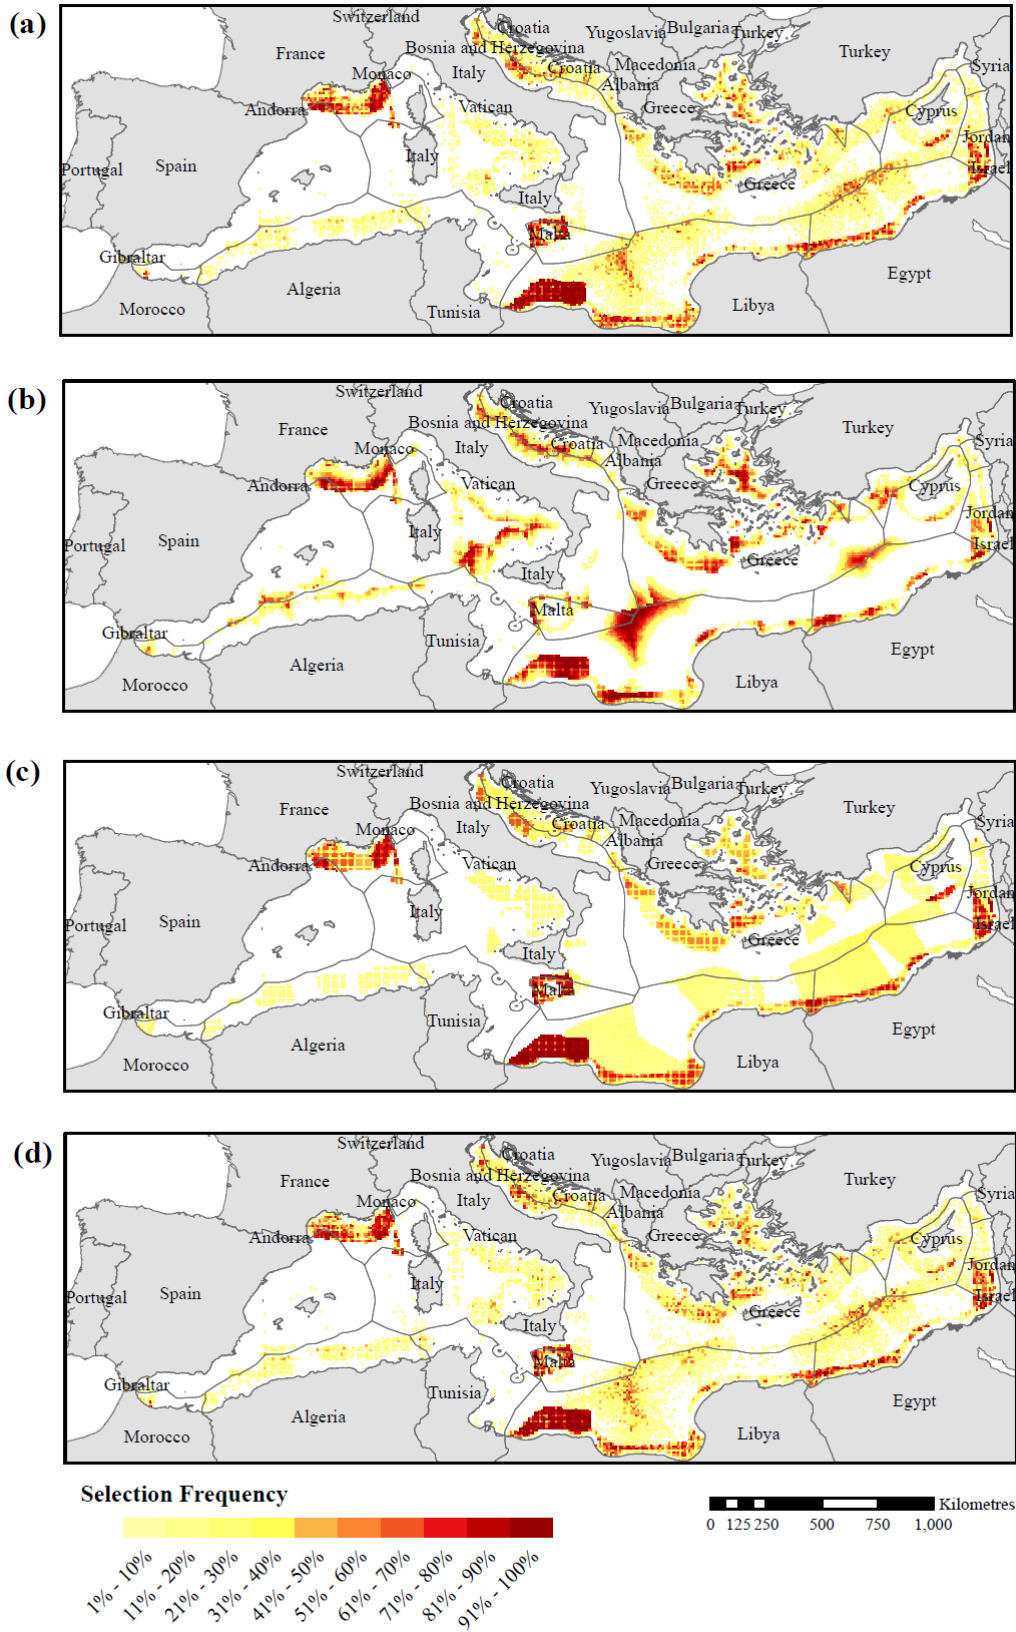 (a)
Switzerland
Croatia
Yugoslavia Bulgaria Turkey
France
Bosnia and Herzegovina
Turkey
Italy
Croatia
Macedonia
Syria
Monaco
Albania
Andorra
Vatican
Greece
Cyprus
Jordan
Portugal
Spain
Italy
Israel
Greece
Italy
Malta
Gibraltar
Egypt
Algeria
Morocco
Tunisia
Libya
(b)
Switzerland
Croatia
Yugoslavia Bulgaria Turkey
Bosnia and Herzegovina
France
Turkey
Monaco
Italy
Croatia
Macedonia
Syria
Albania
Andorra
Vatican
Greece
Cyprus
Jordan
Portugal
Spain
Italy
Israel
Greece
Italy
Malta
Gibraltar
Tunisia
Egypt
Algeria
Morocco
Libya
(c)
Switzerland
Croatia
Yugoslavia Bulgaria Turkey
Bosnia and Herzegovina
France
Turkey
Monaco
Italy
Croatia
Macedonia
Syria
Albania
Andorra
Vatican
Greece
Cyprus
Jordan
Portugal
Spain
Italy
Israel
Greece
Italy
Malta
Gibraltar
Tunisia
Egypt
Algeria
Morocco
Libya
(d)
Switzerland
Croatia
Yugoslavia Bulgaria Turkey
Bosnia and Herzegovina
France
Turkey
Monaco
Italy
Croatia
Macedonia
Syria
Albania
Andorra
Vatican
Greece
Cyprus
Jordan
Portugal
Spain
Italy
Israel
Greece
Italy
Malta
Gibraltar
Tunisia
Egypt
Algeria
Morocco
Libya
Selection Frequency
1% - 10%
11% - 20%
21% - 30%
31% - 40%
41% - 50%
51% - 60%
61% - 70%
71% - 80%
81% - 90%
91% - 100%
Kilometres
0 125 250 500 750 1,000